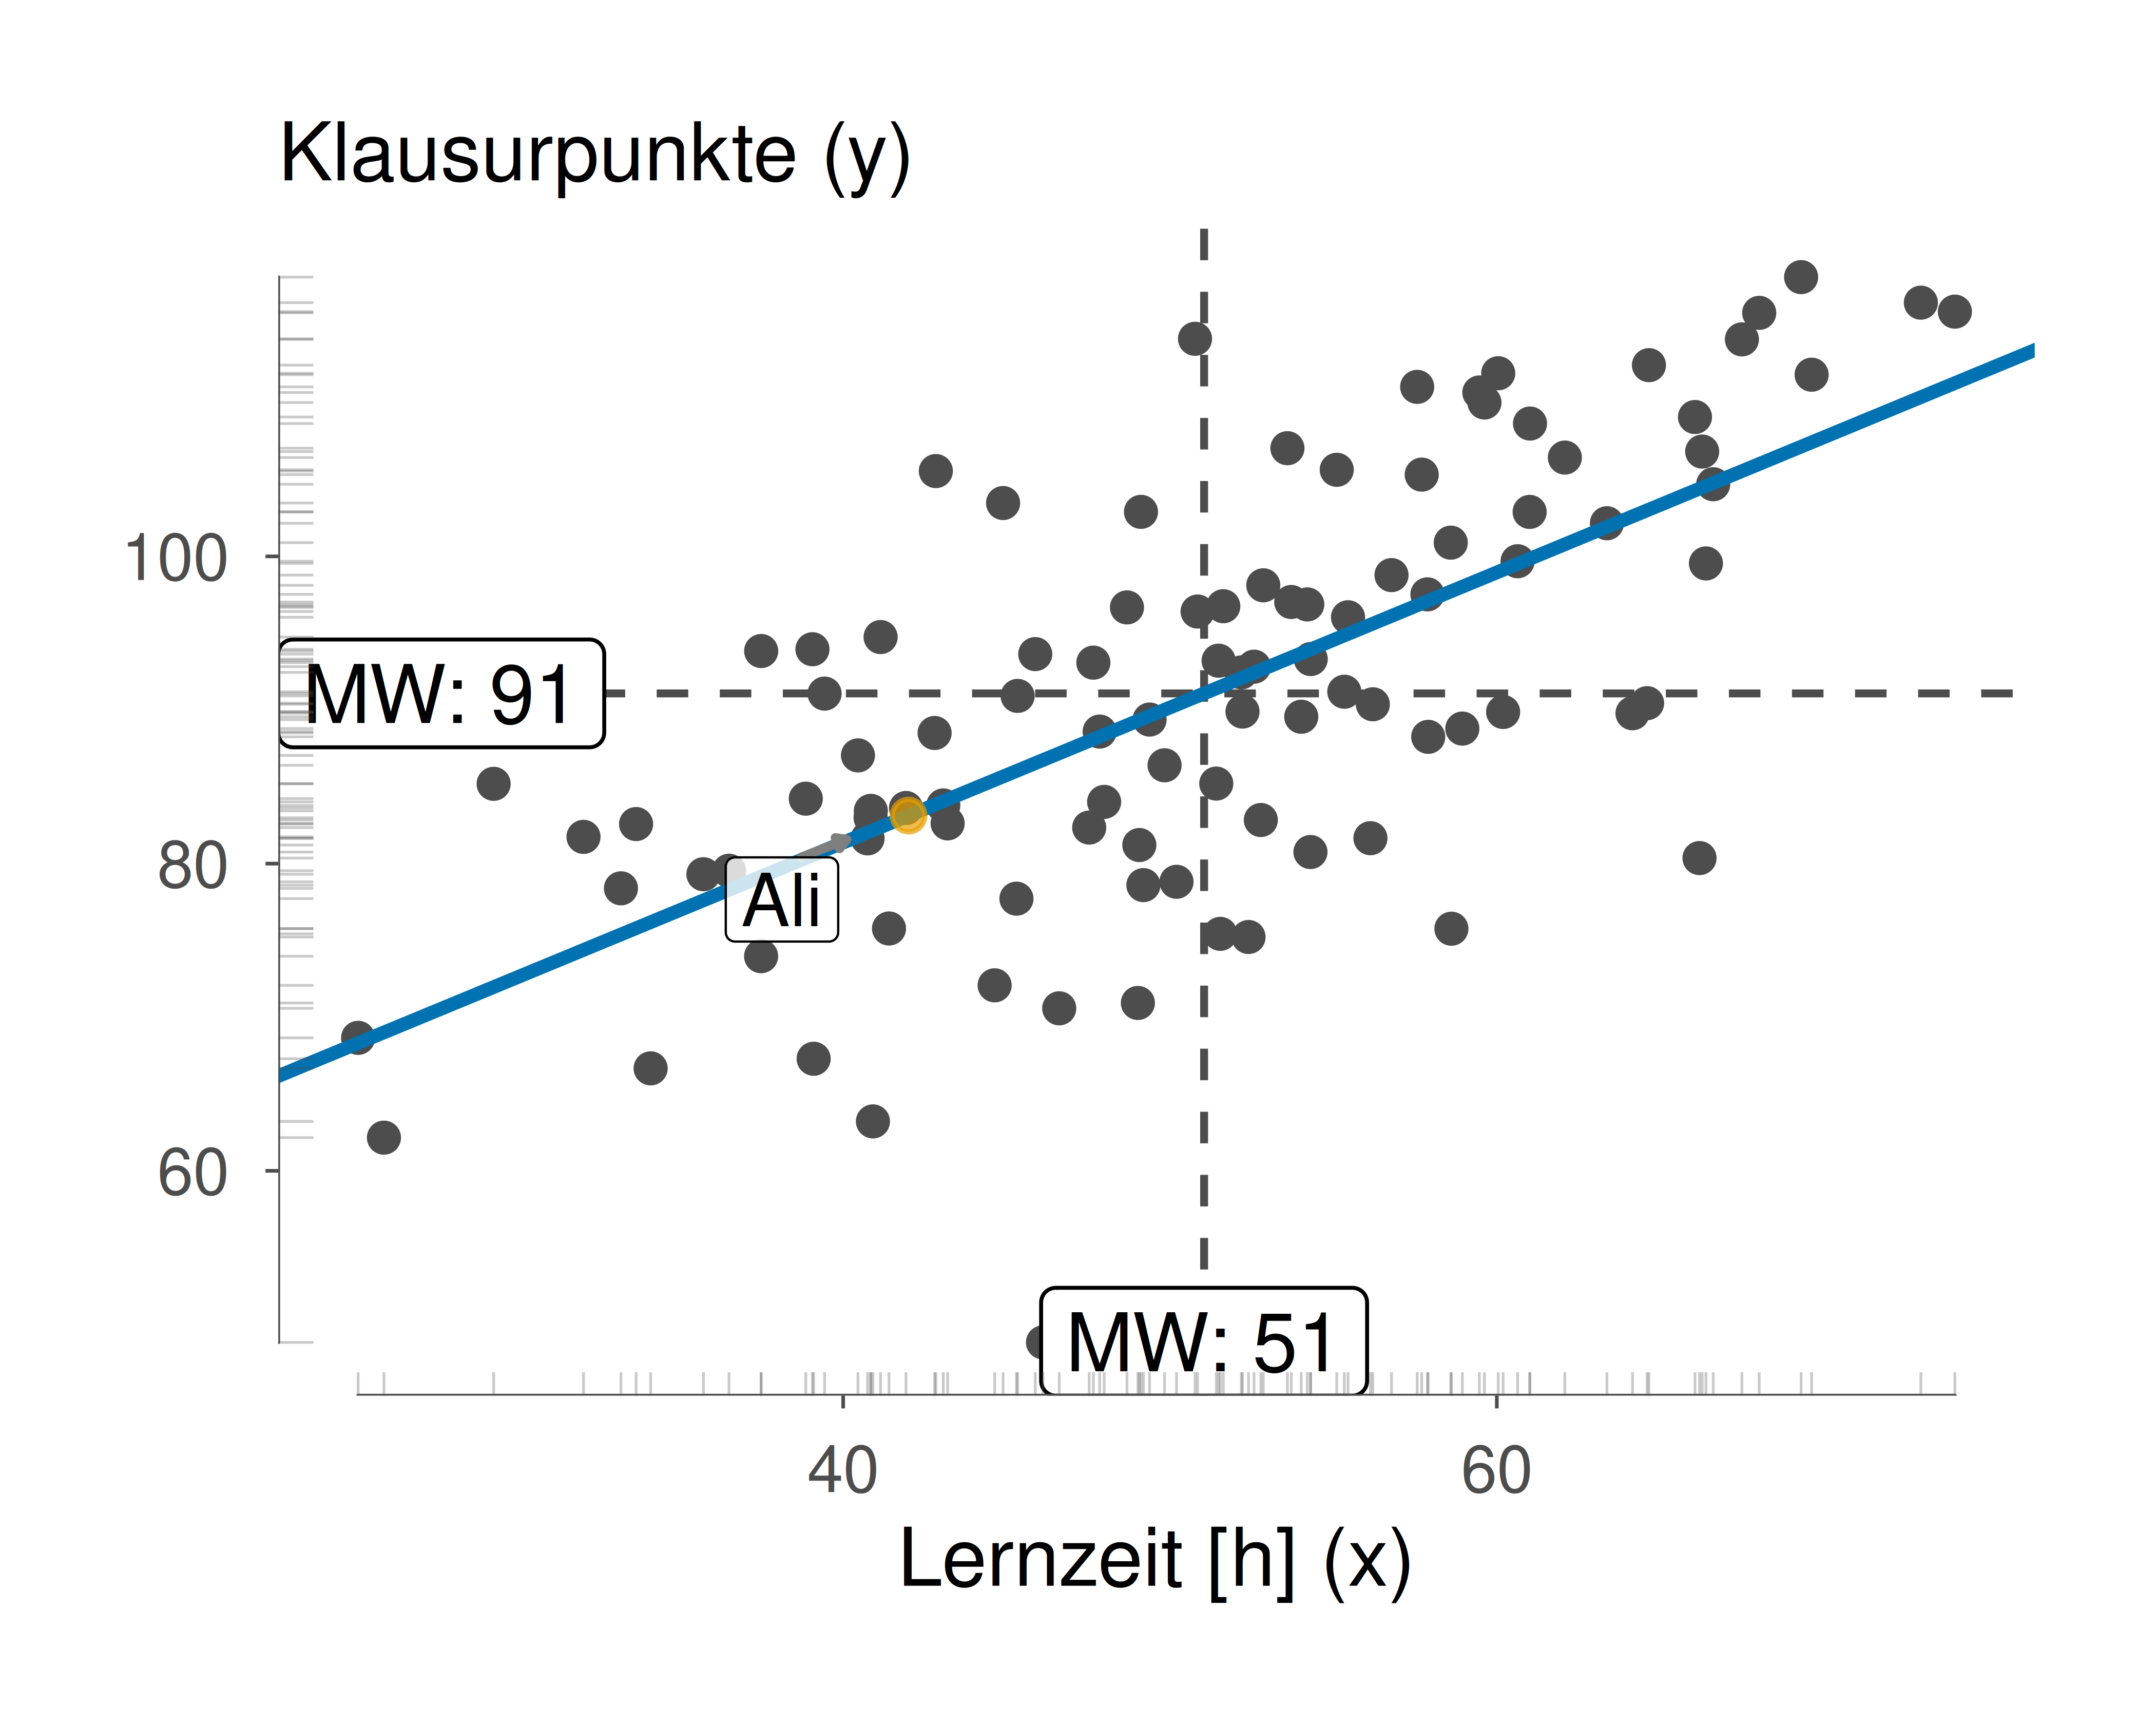 Klausurpunkte (y)
100
MW: 91
80
Ali
60
MW: 51
40
60
Lernzeit [h] (x)